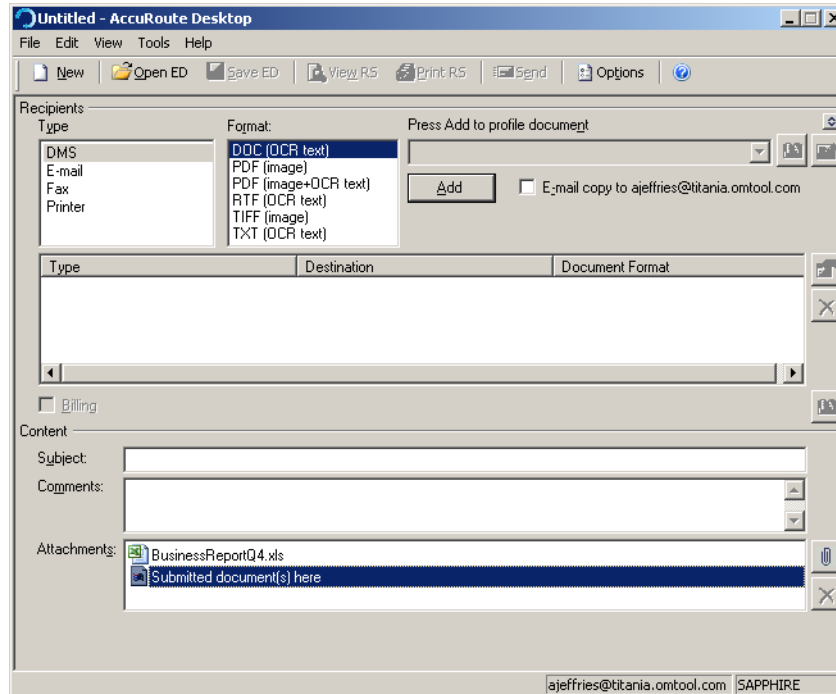 Untitled - AccuRoute Desktop
File Edit View Tools Help
New Open ED Save ED View RS Print RS Send Options
Recipients
Type Format: Press Add to profile document
DMS
E-mail
Fax
Printer
DOC (OCR text)
PDF (image)
PDF (image+OCR text)
RTF (OCR text)
TIFF (image)
TXT (OCR text)
Add E-mail copy to ajeffries@titania.omtool.com
Type Destination Document Format
Billing
Content
Subject:
Comments:
Attachments: BusinessReportQ4.xls
Submitted document(s) here
ajeffries@titania.omtool.com SAPPHIRE